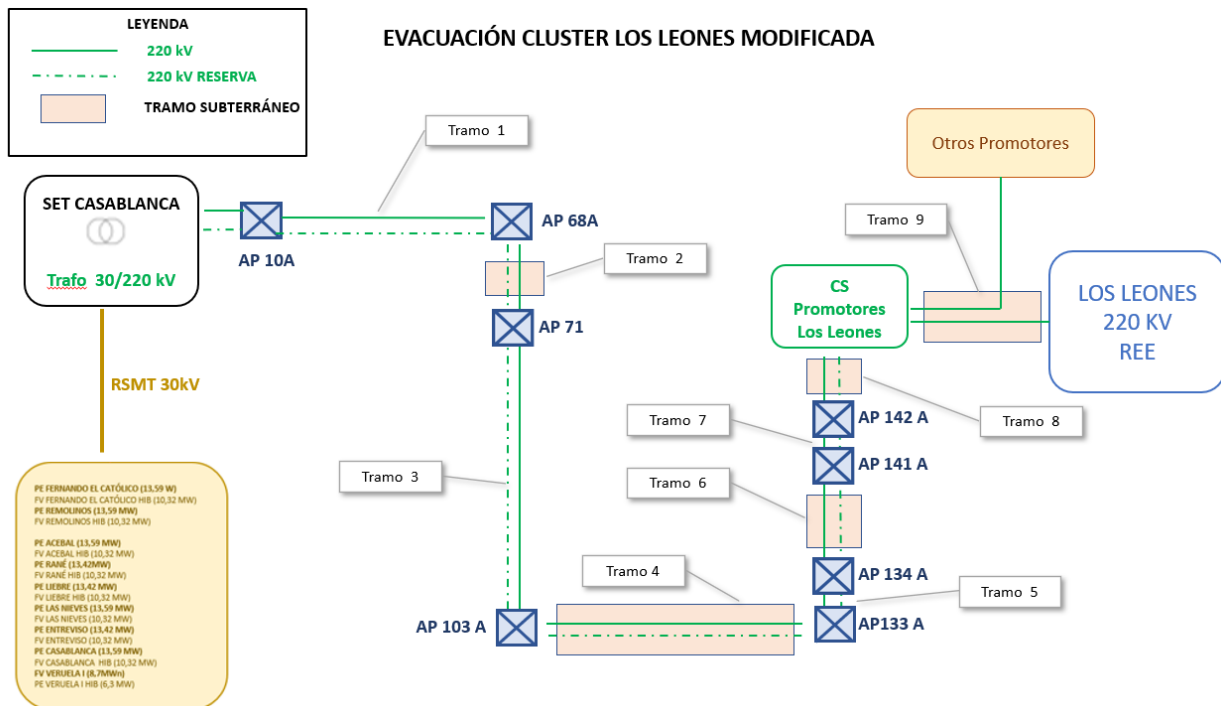 LEYENDA
220 kV
220 kV RESERVA
TRAMO SUBTERRÁNEO
EVACUACIÓN CLUSTER LOS LEONES MODIFICADA
Tramo 1
Otros Promotores
SET CASABLANCA
Trafo 30/220 kV
AP 10A
AP 68A
Tramo 2
Tramo 9
AP 71
CS
Promotores
Los Leones
LOS LEONES
220 KV
REE
RSMT 30kV
Tramo 7
AP 142 A
Tramo 8
AP 141 A
Tramo 3
Tramo 6
Tramo 4
AP 134 A
Tramo 5
AP 103 A
AP133 A
PE FERNANDO EL CATÓLICO (13,59 W)
FV FERNANDO EL CATÓLICO HIB (10,32 MW)
PE REMOLINOS (13,59 MW)
FV REMOLINOS HIB (10,32 MW)
PE ACEBAL (13,59 MW)
FV ACEBAL HIB (10,32 MW)
PE RANÉ (13,42MW)
FV RANÉ HIB (10,32 MW)
PE LIEBRE (13,42 MW)
FV LIEBRE HIB (10,32 MW)
PE LAS NIEVES (13,59 MW)
FV LAS NIEVES (10,32 MW)
PE ENTREVISO (13,42 MW)
FV ENTREVISO (10,32 MW)
PE CASABLANCA (13,59 MW)
FV CASABLANCA HIB (10,32 MW)
FV VERUELA I (8,7MWn)
PE VERUELA I HIB (6,3 MW)